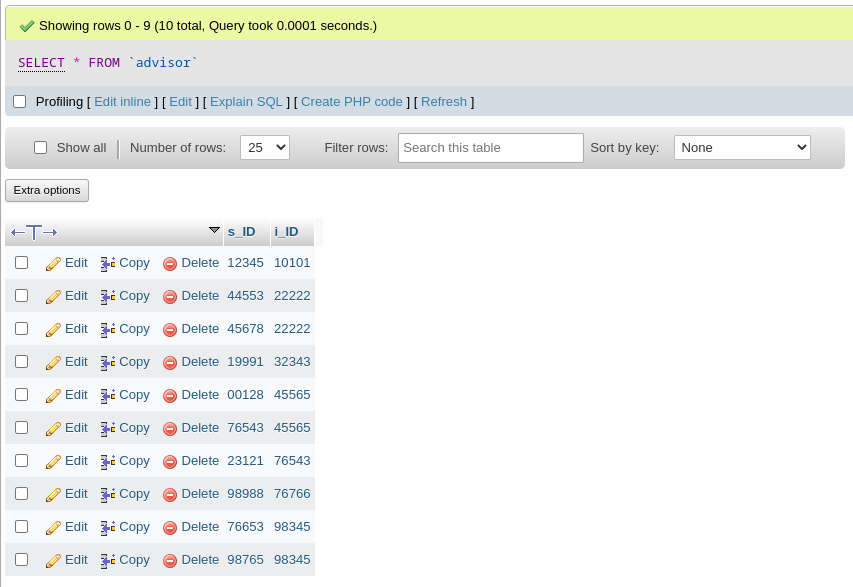 Showing rows 0 - 9 (10 total, Query took 0.0001 seconds.)
SELECT * FROM `advisor`
Profiling [ Edit inline ] [ Edit ] [ Explain SQL ] [ Create PHP code ] [ Refresh ]
Show all Number of rows: 25 Filter rows: Search this table Sort by key: None
Extra options
←T→ s_ID i_ID
Edit Copy Delete 12345 10101
Edit Copy Delete 44553 22222
Edit Copy Delete 45678 22222
Edit Copy Delete 19991 32343
Edit Copy Delete 00128 45565
Edit Copy Delete 76543 45565
Edit Copy Delete 23121 76543
Edit Copy Delete 98988 76766
Edit Copy Delete 76653 98345
Edit Copy Delete 98765 98345